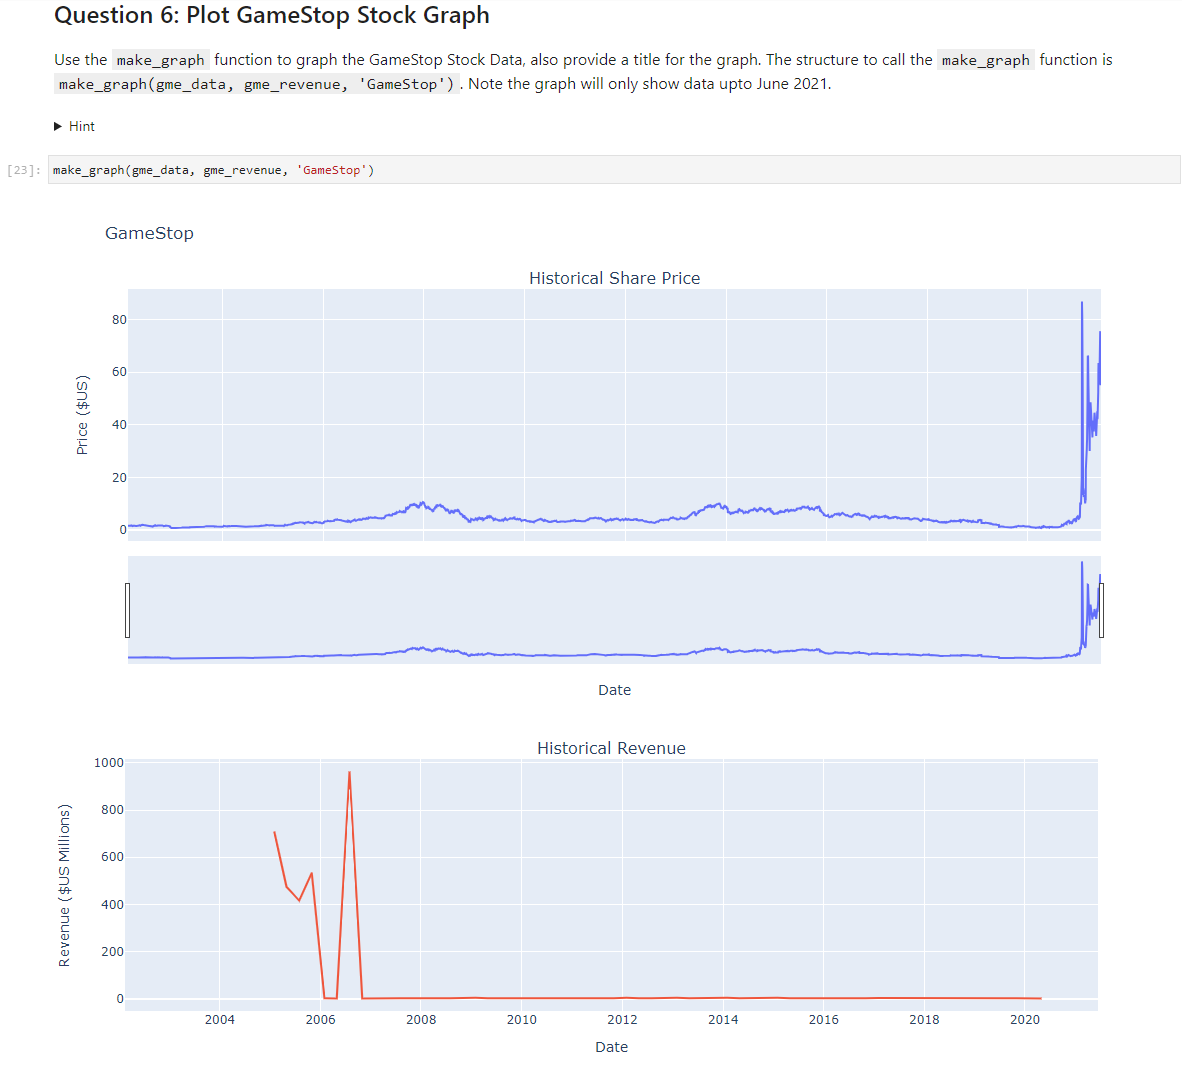 Question 6: Plot GameStop Stock Graph
Use the make_graph function to graph the GameStop Stock Data, also provide a title for the graph. The structure to call the make_graph function is
make_graph(gme_data, gme_revenue, 'GameStop'). Note the graph will only show data upto June 2021.
▶ Hint
[23]: make_graph(gme_data, gme_revenue, 'GameStop')
GameStop
Historical Share Price
Price ($US)
80
60
40
20
0
Date
Historical Revenue
Revenue ($US Millions)
1000
800
600
400
200
0
2004 2006 2008 2010 2012 2014 2016 2018 2020
Date